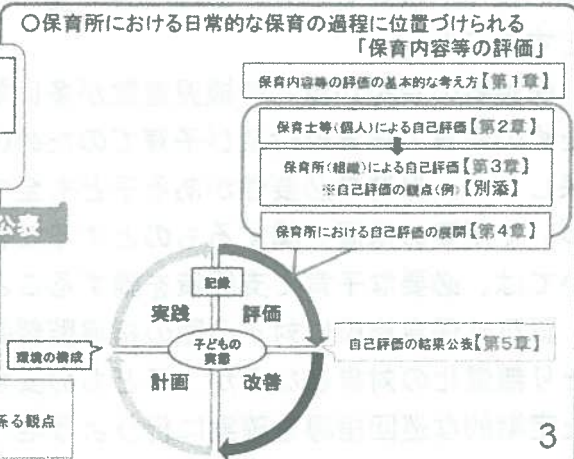 ○保育所における日常的な保育の過程に位置づけられる
「保育内容等の評価」
保育内容等の評価の基本的な考え方【第1章】
保育士等(個人)による自己評価【第2章】
保育所(組織)による自己評価【第3章】
※自己評価の観点(例)【別添】
保育所における自己評価の展開【第4章】
公表
記録
実践
評価
子どもの
実態
環境の構成
自己評価の結果公表【第5章】
計画
改善
係る観点
3